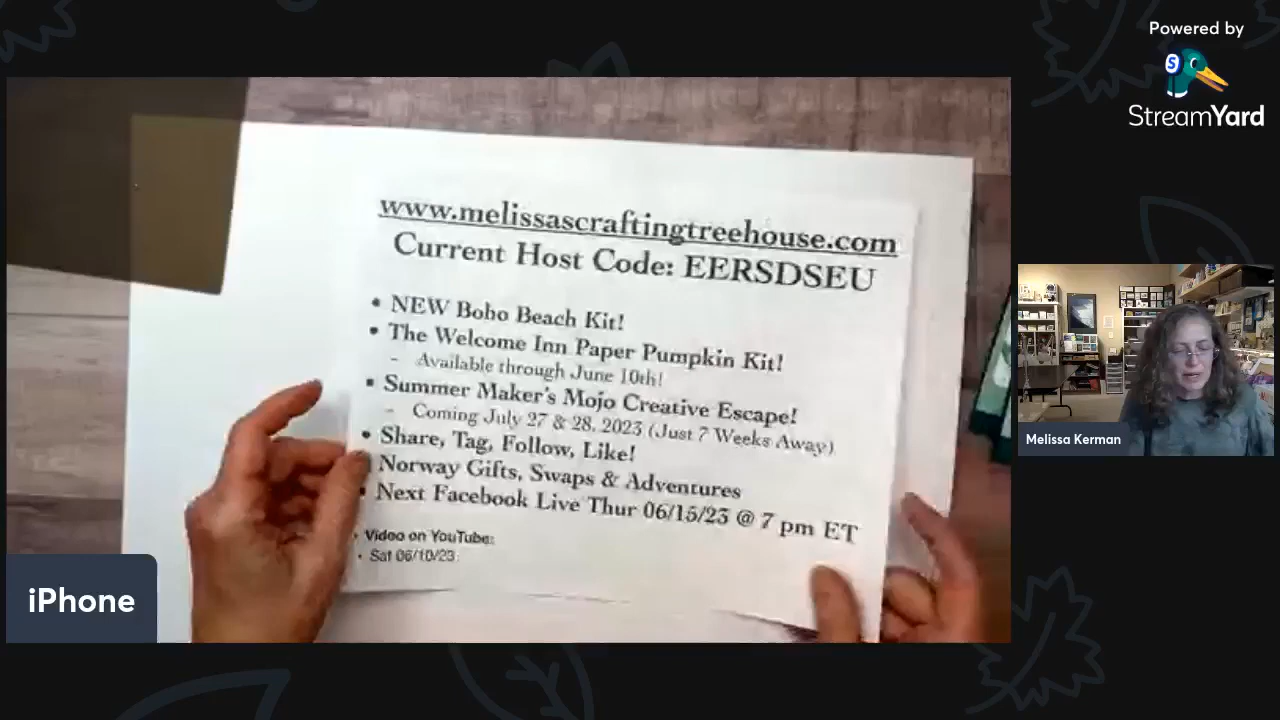 Powered by
StreamYard
www.melissascraftingtreehouse.com
Current Host Code: EERSDSEU
• NEW Boho Beach Kit!
• The Welcome Inn Paper Pumpkin Kit!
- Available through June 10th!
• Summer Maker's Mojo Creative Escape!
- Coming July 27 & 28, 2023 (Just 7 Weeks Away)
• Share, Tag, Follow, Like!
• Norway Gifts, Swaps & Adventures
• Next Facebook Live Thur 06/15/23 @ 7 pm ET
• Video on YouTube:
• Sat 06/10/23
iPhone
Melissa Kerman